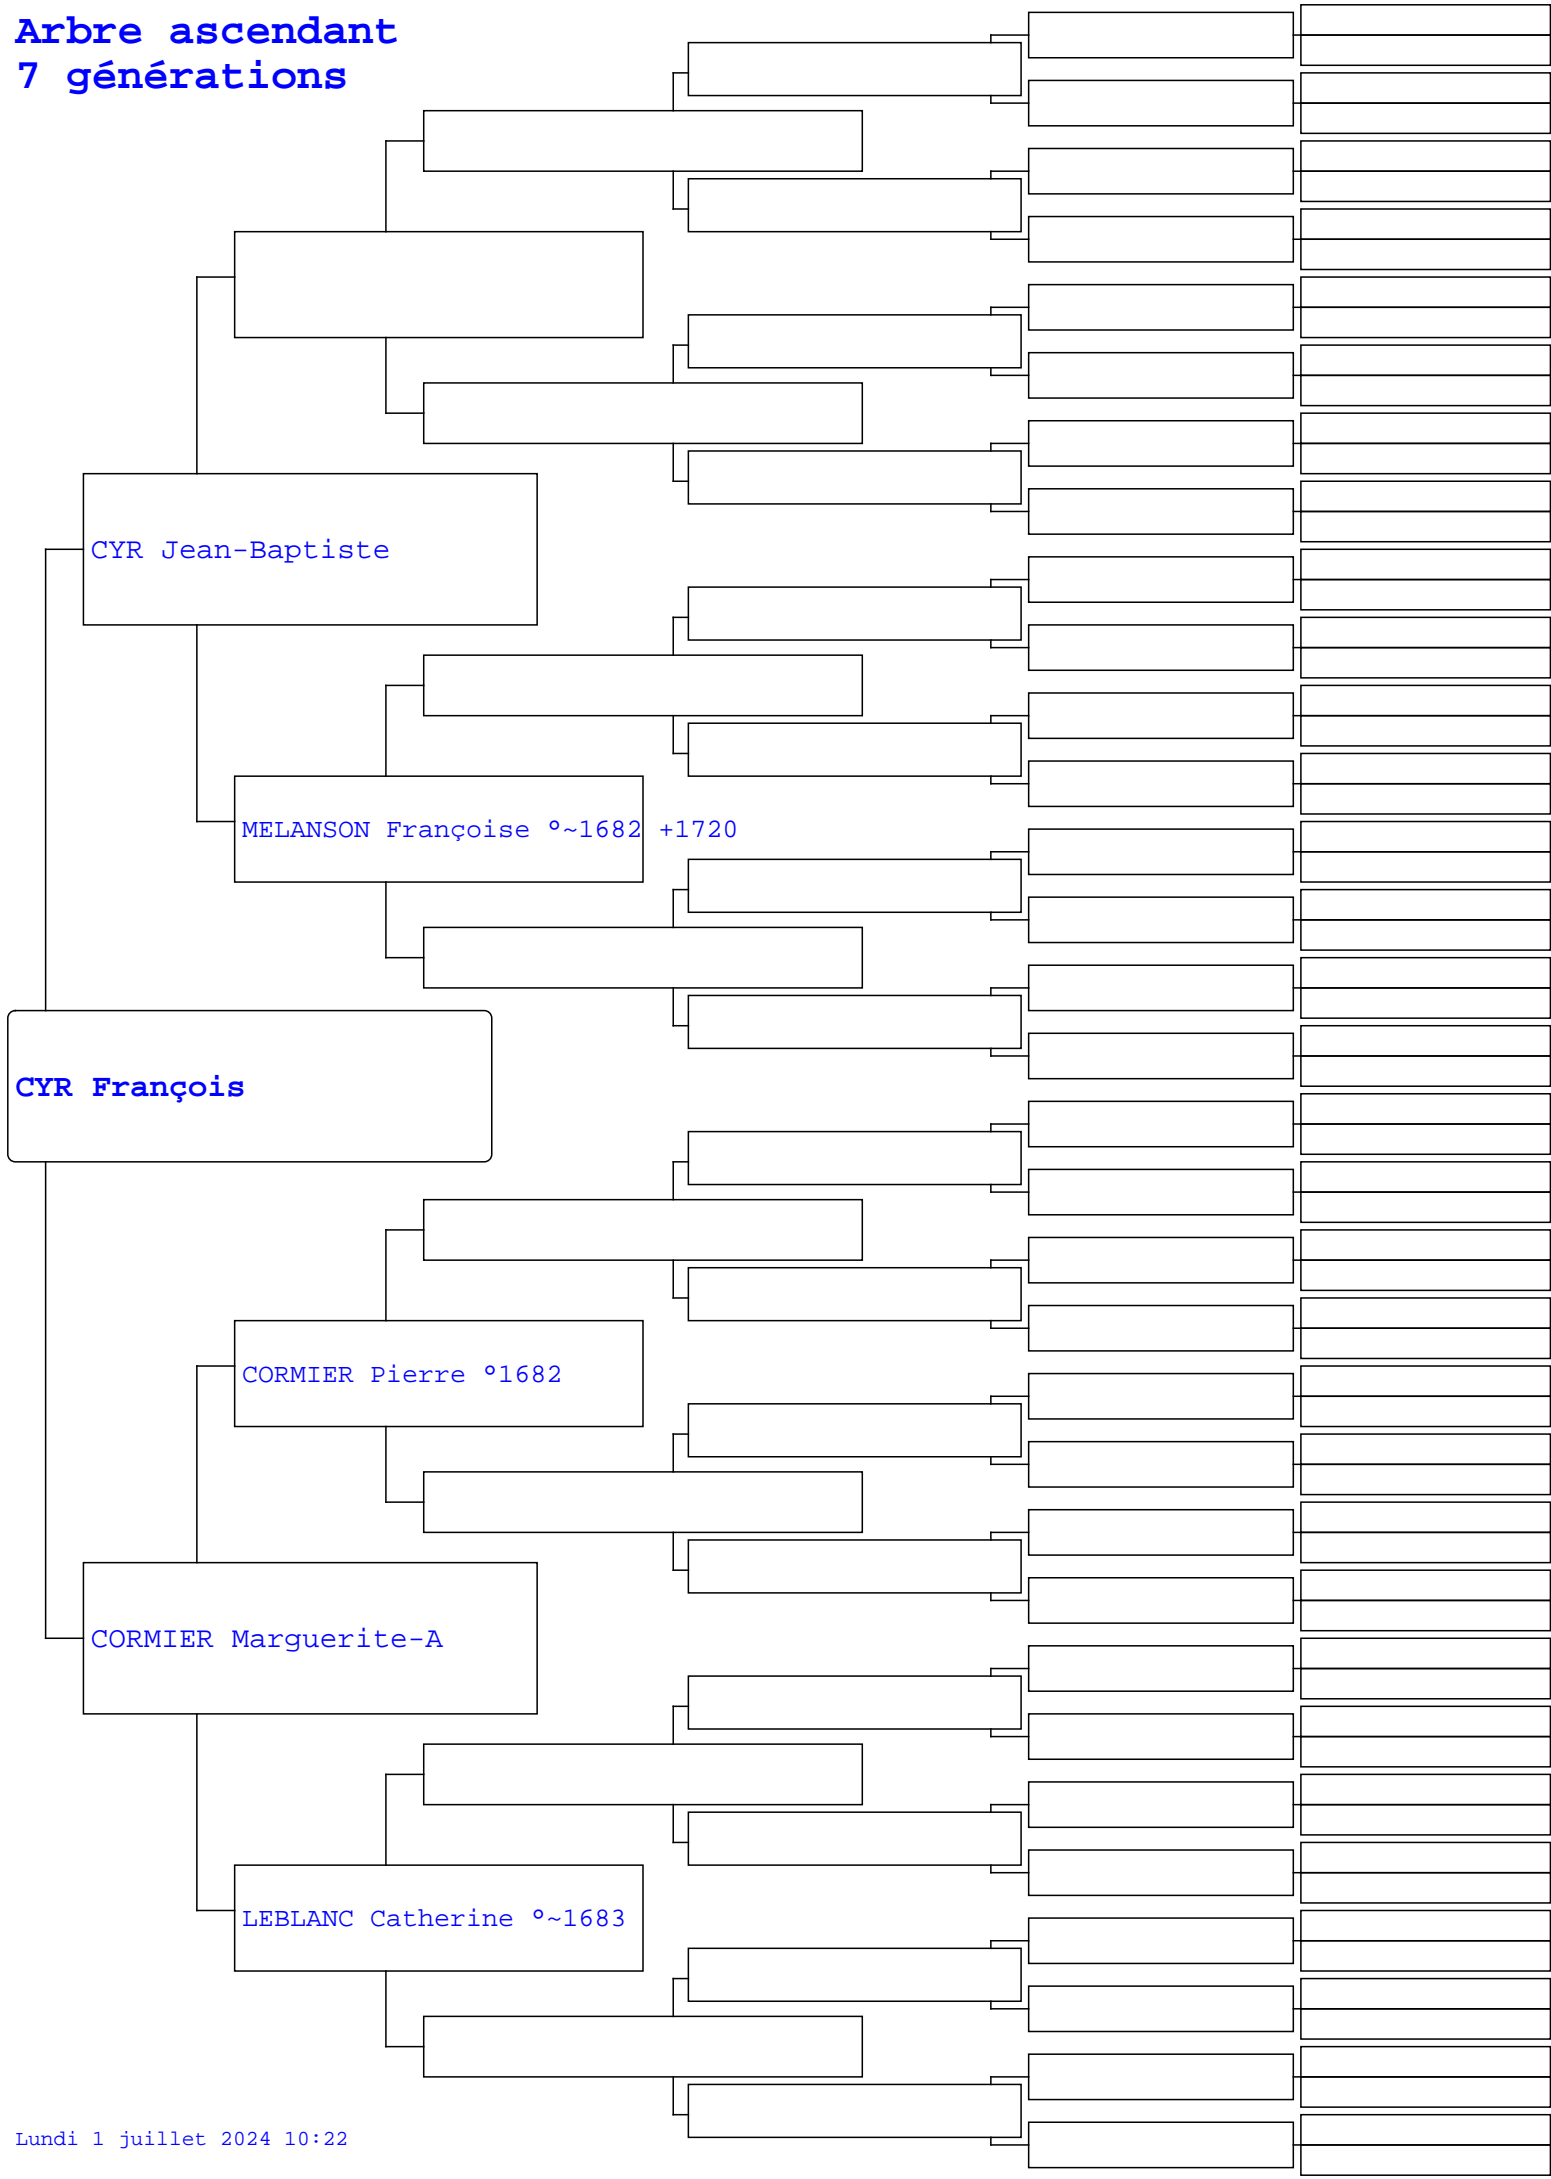 Arbre ascendant
7 générations
CYR Jean-Baptiste
MELANSON Françoise °~1682 +1720
CYR François
CORMIER Pierre °1682
CORMIER Marguerite-A
LEBLANC Catherine °~1683
Lundi 1 juillet 2024 10:22